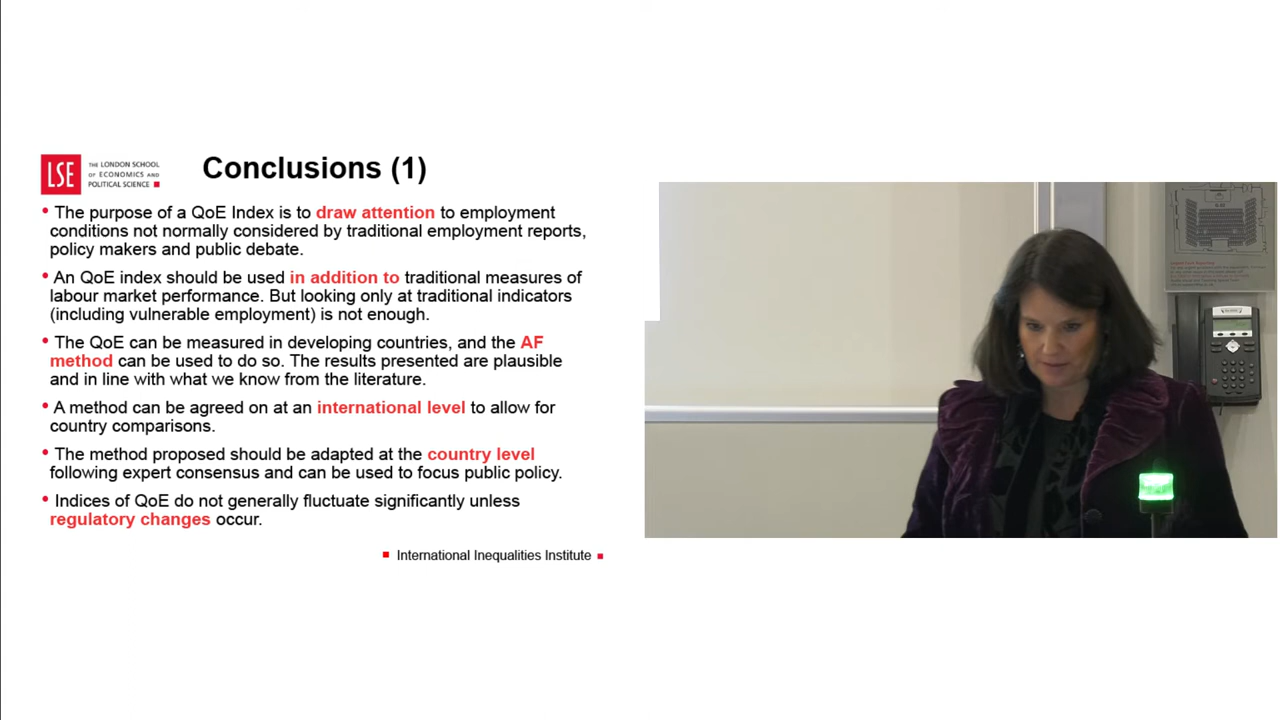 LSE
THE LONDON SCHOOL
OF ECONOMICS AND
POLITICAL SCIENCE
Conclusions (1)
• The purpose of a QoE Index is to draw attention to employment
conditions not normally considered by traditional employment reports,
policy makers and public debate.
• An QoE index should be used in addition to traditional measures of
labour market performance. But looking only at traditional indicators
(including vulnerable employment) is not enough.
• The QoE can be measured in developing countries, and the AF
method can be used to do so. The results presented are plausible
and in line with what we know from the literature.
• A method can be agreed on at an international level to allow for
country comparisons.
• The method proposed should be adapted at the country level
following expert consensus and can be used to focus public policy.
• Indices of QoE do not generally fluctuate significantly unless
regulatory changes occur.
International Inequalities Institute